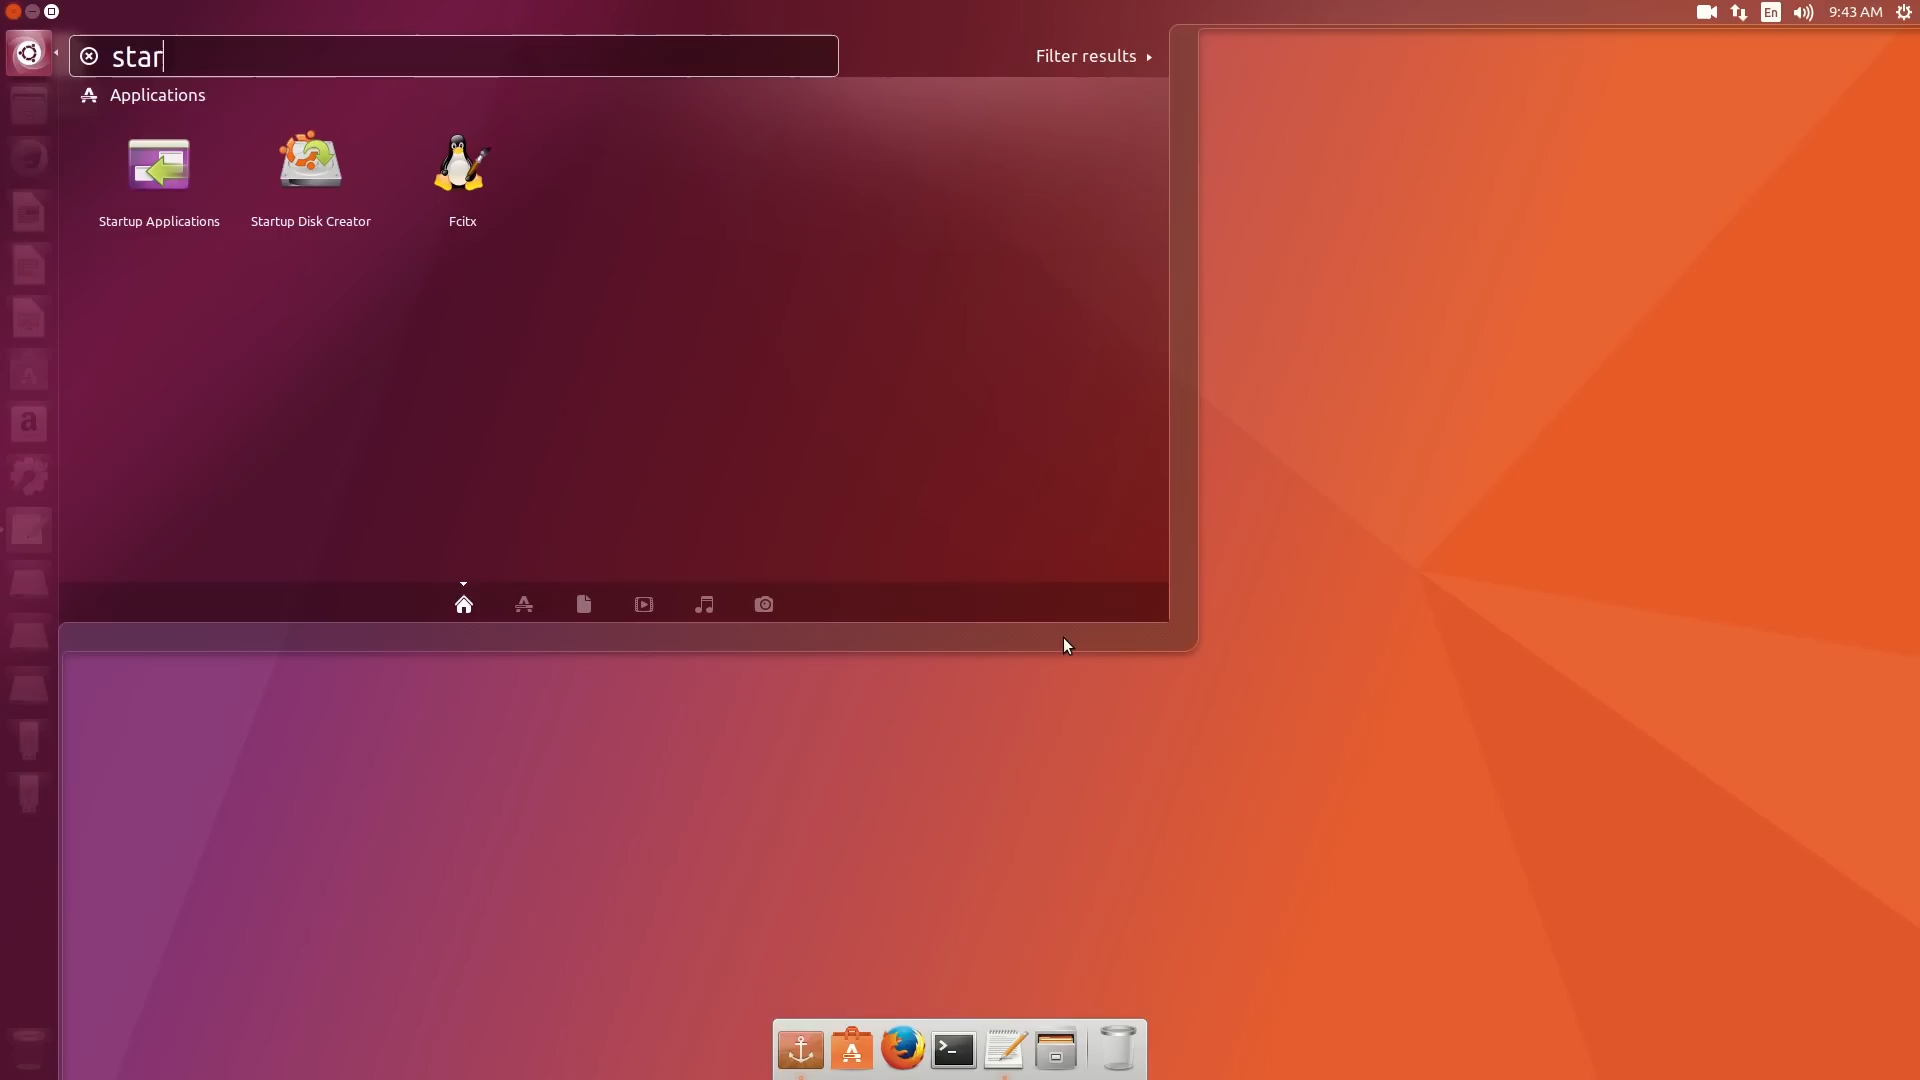 En
9:43 AM
star
Filter results
Applications
Startup Applications
Startup Disk Creator
Fcitx